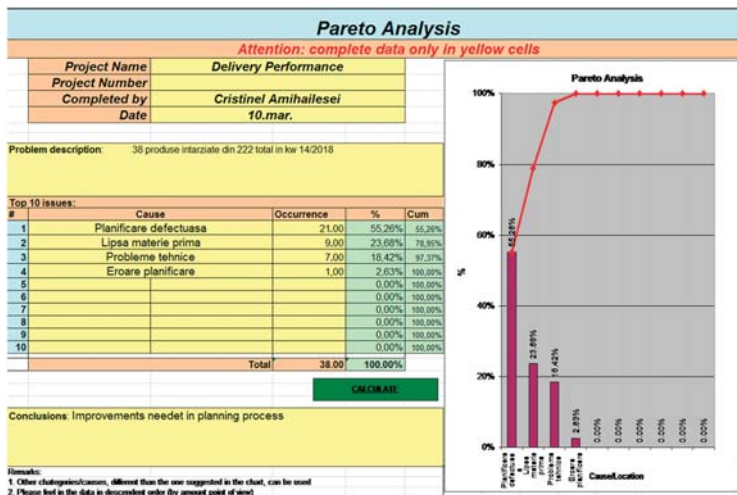 Pareto Analysis
Attention: complete data only in yellow cells
Project Name Delivery Performance
Project Number
Completed by Cristinel Amihailesei
Date 10.mar.
Problem description: 38 produse intarziate din 222 total in kw 14/2018
Top 10 issues:
# Cause Occurrence % Cum
1 Planificare defectuasa 21,00 55,26% 55,26%
2 Lipsa materie prima 9,00 23,68% 78,95%
3 Probleme tehnice 7,00 18,42% 97,37%
4 Eroare planificare 1,00 2,63% 100,00%
5 0,00% 100,00%
6 0,00% 100,00%
7 0,00% 100,00%
8 0,00% 100,00%
9 0,00% 100,00%
10 0,00% 100,00%
Total 38.00 100.00%
CALCULATE
Conclusions: Improvements needet in planning process
Remarks:
1. Other chategories/causes, different than the one suggested in the chart, can be used
2. Please feel in the data in descendent order (by amount point of view)
Pareto Analysis
100%
80%
60%
40%
20%
0%
%
55.26%
23.68%
18.42%
2.63%
0.00%
0.00%
0.00%
0.00%
0.00%
0.00%
Planificare
defectuas
a
Lipsa
materie
prima
Probleme
tehnice
Eroare
planificare
Cause/Location